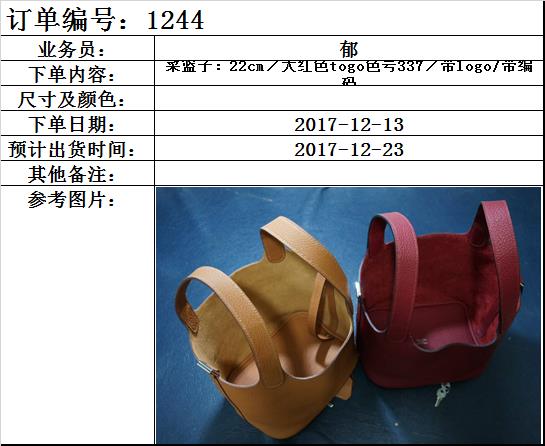 订单编号：1244
业务员： 郁
下单内容： 菜篮子：22cm／大红色togo色号337／带logo/带编
码
尺寸及颜色：
下单日期： 2017-12-13
预计出货时间： 2017-12-23
其他备注：
参考图片：